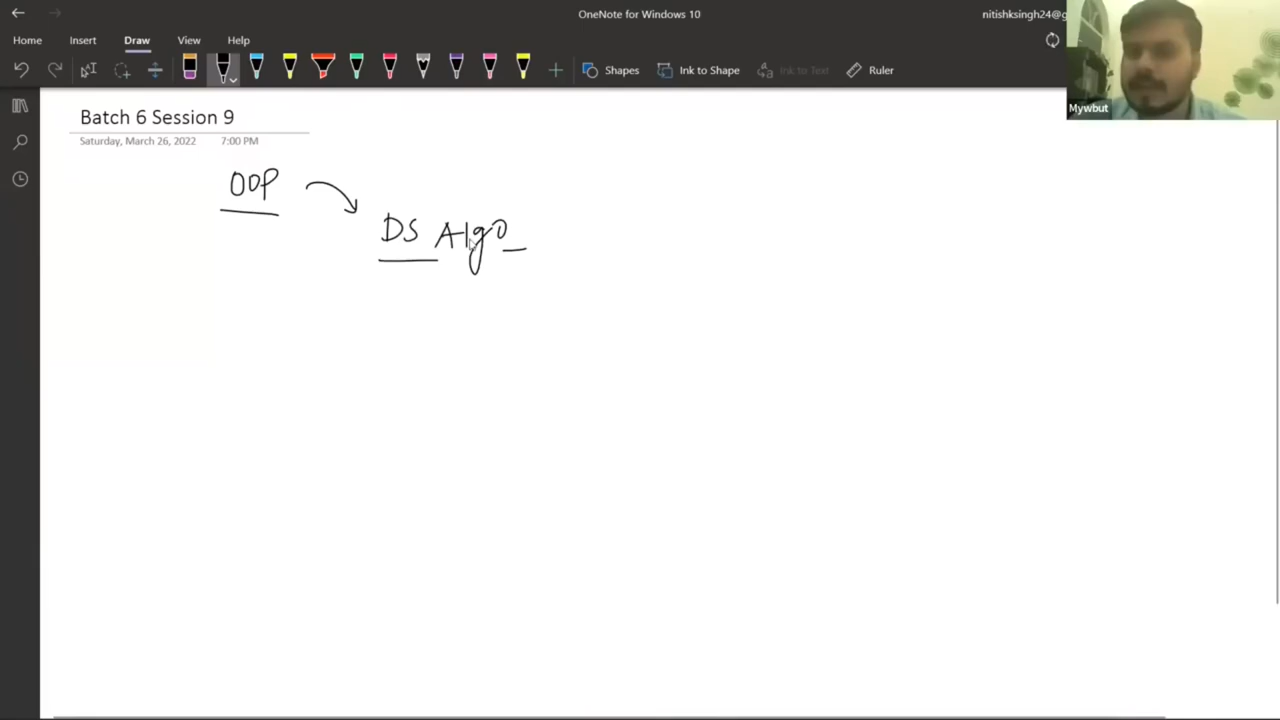 OneNote for Windows 10
nitishksingh24@g
Home Insert Draw View Help
Shapes Ink to Shape Ink to Text Ruler
Mywbut
Batch 6 Session 9
Saturday, March 26, 2022 7:00 PM
OOP
DS Algo